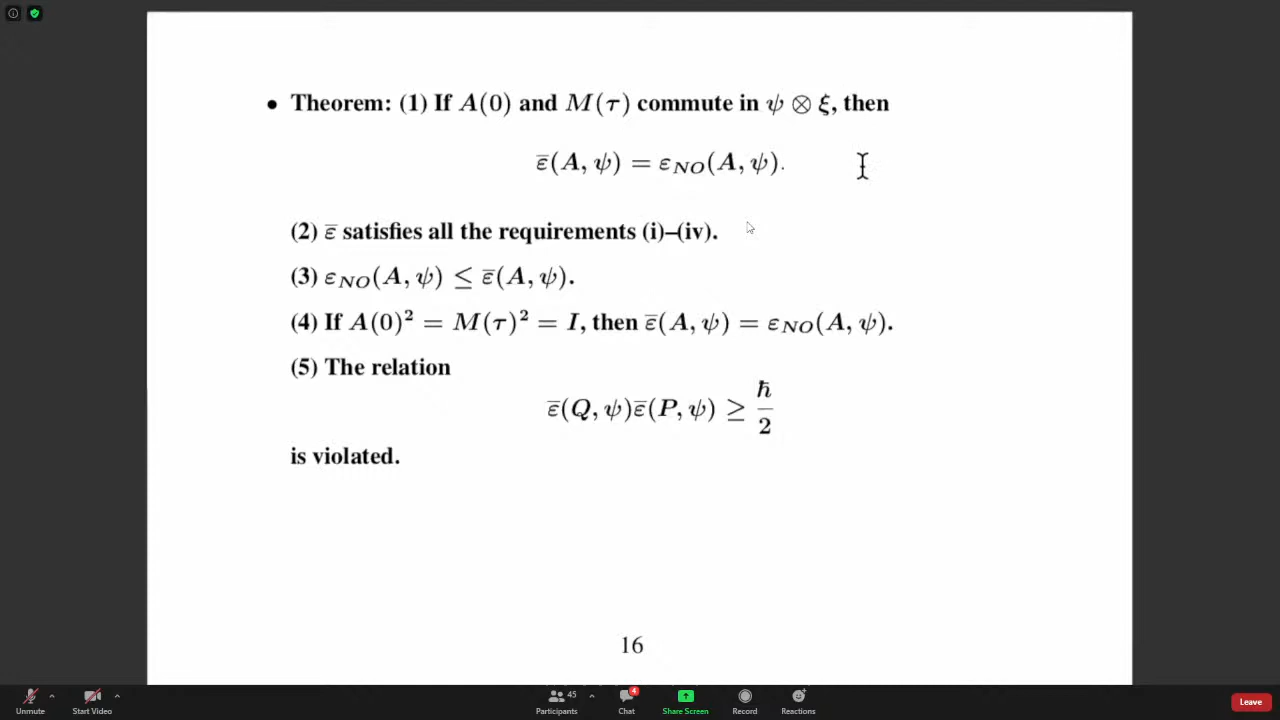 • Theorem: (1) If A(0) and M(τ) commute in ψ ⊗ ξ, then
ε̅(A, ψ) = ε_NO(A, ψ).
(2) ε̅ satisfies all the requirements (i)–(iv).
(3) ε_NO(A, ψ) ≤ ε̅(A, ψ).
(4) If A(0)² = M(τ)² = I, then ε̅(A, ψ) = ε_NO(A, ψ).
(5) The relation
ε̅(Q, ψ)ε̅(P, ψ) ≥ ℏ/2
is violated.
16
Unmute
Start Video
45
Participants
4
Chat
Share Screen
Record
Reactions
Leave